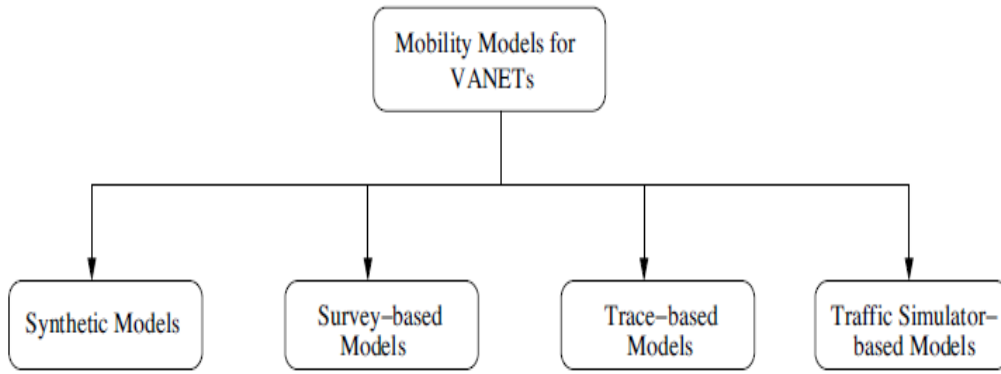 Mobility Models for
VANETs
Synthetic Models
Survey–based
Models
Trace–based
Models
Traffic Simulator–
based Models